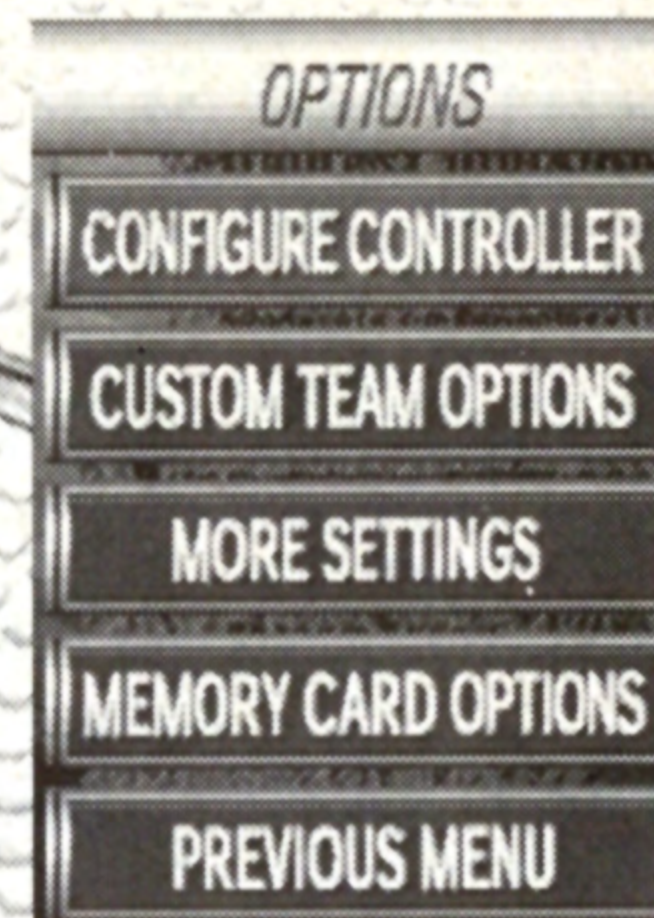 OPTIONS
CONFIGURE CONTROLLER
CUSTOM TEAM OPTIONS
MORE SETTINGS
MEMORY CARD OPTIONS
PREVIOUS MENU